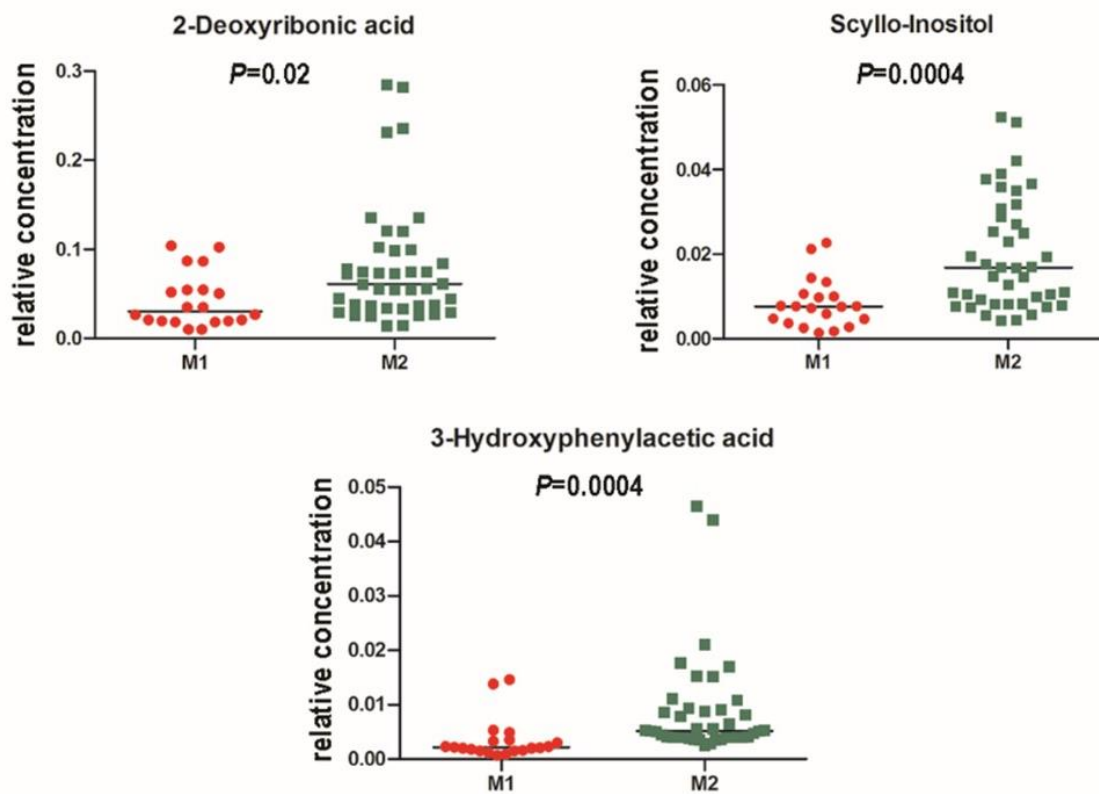 2-Deoxyribonic acid
P=0.02
relative concentration
0.3
0.2
0.1
0.0
M1 M2
Scyllo-Inositol
P=0.0004
relative concentration
0.06
0.04
0.02
0.00
M1 M2
3-Hydroxyphenylacetic acid
P=0.0004
relative concentration
0.05
0.04
0.03
0.02
0.01
0.00
M1 M2